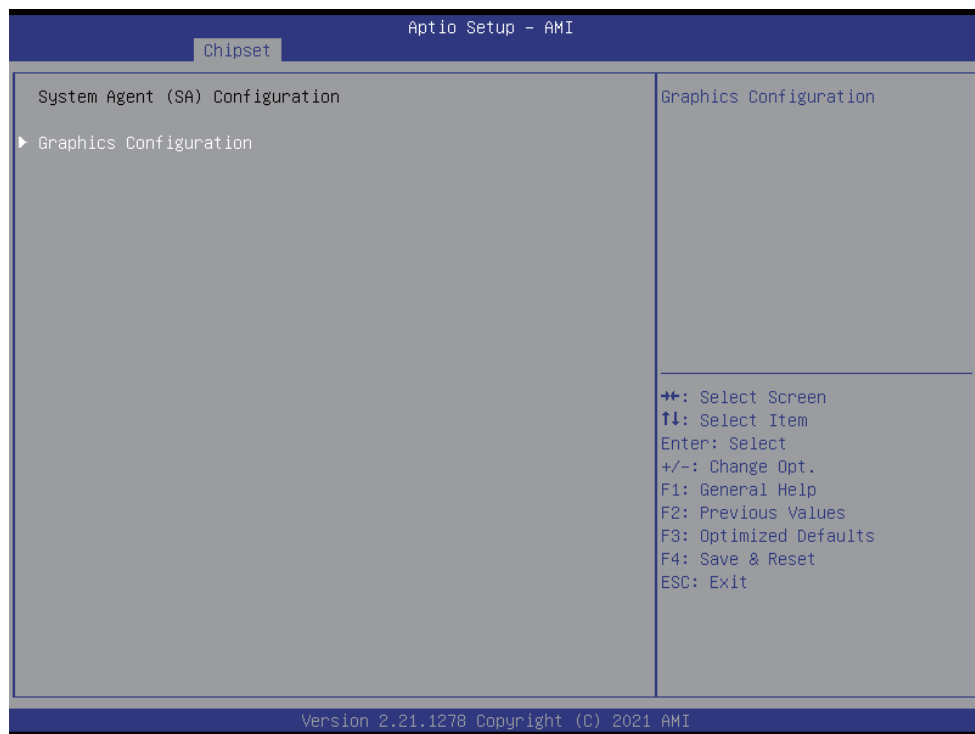 Aptio Setup – AMI
Chipset
System Agent (SA) Configuration
▶ Graphics Configuration
Graphics Configuration
→←: Select Screen
↑↓: Select Item
Enter: Select
+/-: Change Opt.
F1: General Help
F2: Previous Values
F3: Optimized Defaults
F4: Save & Reset
ESC: Exit
Version 2.21.1278 Copyright (C) 2021 AMI